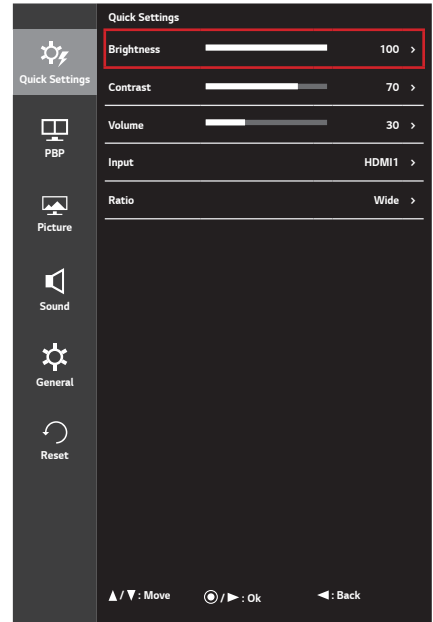 Quick Settings
Brightness 100 >
Contrast 70 >
Volume 30 >
Input HDMI1 >
Ratio Wide >
Quick Settings
PBP
Picture
Sound
General
Reset
▲/▼: Move ◉/►: Ok ◄: Back